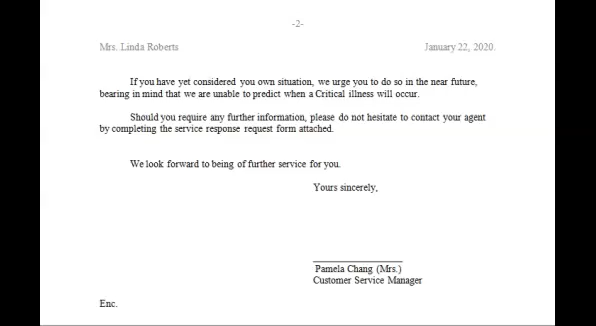 -2-
Mrs. Linda Roberts January 22, 2020.
If you have yet considered you own situation, we urge you to do so in the near future,
bearing in mind that we are unable to predict when a Critical illness will occur.
Should you require any further information, please do not hesitate to contact your agent
by completing the service response request form attached.
We look forward to being of further service for you.
Yours sincerely,
Pamela Chang (Mrs.)
Customer Service Manager
Enc.